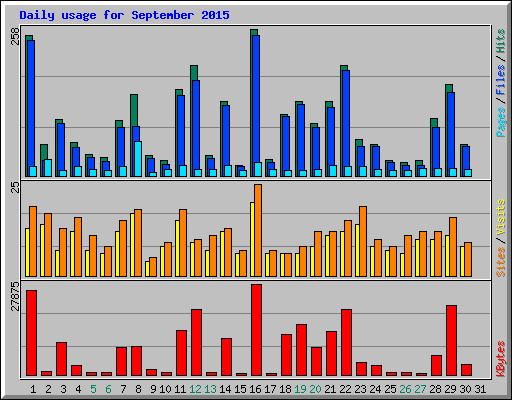 Daily usage for September 2015
258
Pages / Files / Hits
25
Sites / Visits
27875
KBytes
1 2 3 4 5 6 7 8 9 10 11 12 13 14 15 16 17 18 19 20 21 22 23 24 25 26 27 28 29 30 31